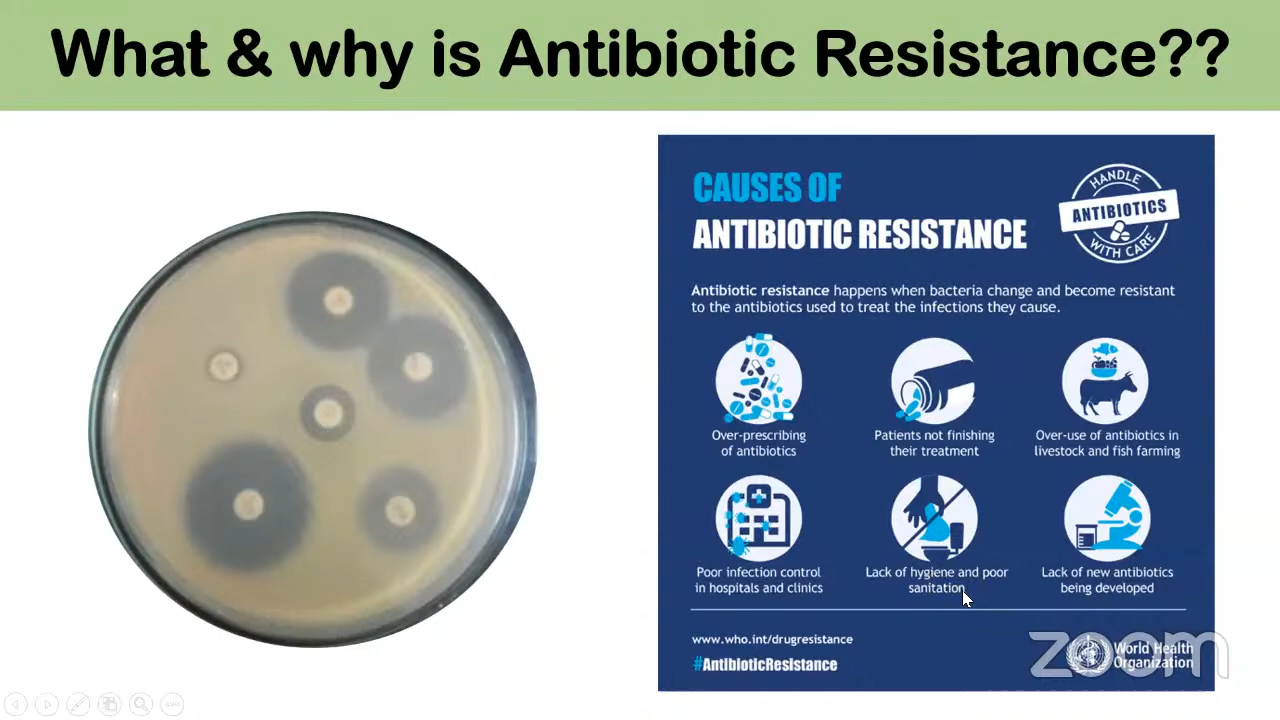 What & why is Antibiotic Resistance??
CAUSES OF
ANTIBIOTIC RESISTANCE
HANDLE
ANTIBIOTICS
WITH CARE
Antibiotic resistance happens when bacteria change and become resistant
to the antibiotics used to treat the infections they cause.
Over-prescribing
of antibiotics
Patients not finishing
their treatment
Over-use of antibiotics in
livestock and fish farming
Poor infection control
in hospitals and clinics
Lack of hygiene and poor
sanitation
Lack of new antibiotics
being developed
www.who.int/drugresistance
#AntibioticResistance
World Health
Organization
zoom